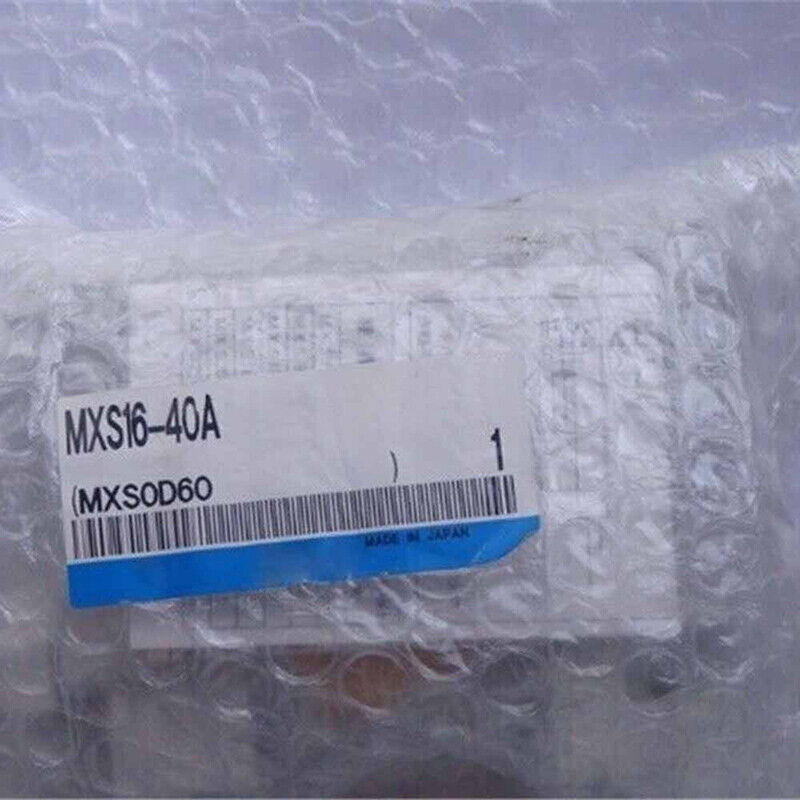 MXS16-40A
(MXS0D60 ) 1
MADE IN JAPAN